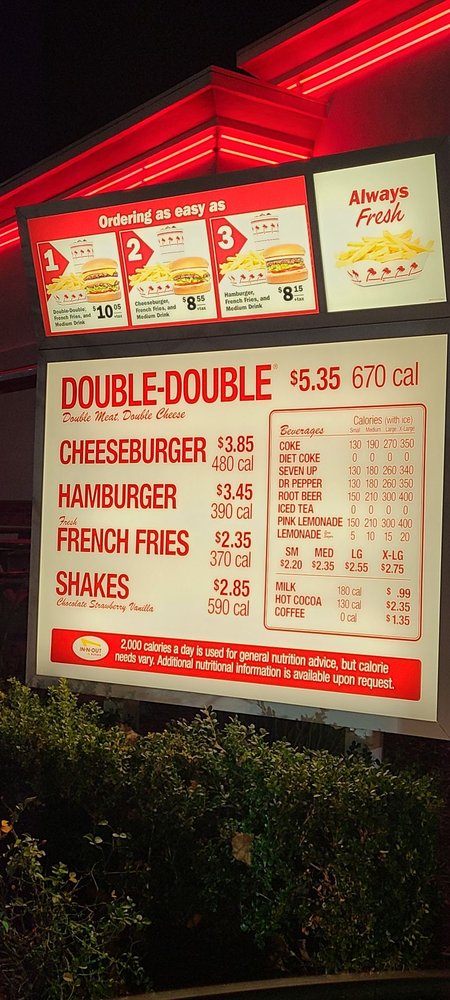 Ordering as easy as
1
Double-Double,
French Fries, and
Medium Drink
$10 05
+tax
2
Cheeseburger,
French Fries, and
Medium Drink
$8 55
+tax
3
Hamburger,
French Fries, and
Medium Drink
$8 15
+tax
Always
Fresh
DOUBLE-DOUBLE® $5.35 670 cal
Double Meat, Double Cheese
CHEESEBURGER $3.85
480 cal
HAMBURGER $3.45
390 cal
Fresh
FRENCH FRIES $2.35
370 cal
SHAKES $2.85
Chocolate Strawberry Vanilla 590 cal
Beverages Calories (with ice)
Small Medium Large X-Large
COKE 130 190 270 350
DIET COKE 0 0 0 0
SEVEN UP 130 180 260 340
DR PEPPER 130 180 260 350
ROOT BEER 150 210 300 400
ICED TEA 0 0 0 0
PINK LEMONADE 150 210 300 400
LEMONADE 5 10 15 20
SM MED LG X-LG
$2.20 $2.35 $2.55 $2.75
MILK 180 cal $ .99
HOT COCOA 130 cal $2.35
COFFEE 0 cal $1.35
IN-N-OUT
2,000 calories a day is used for general nutrition advice, but calorie
needs vary. Additional nutritional information is available upon request.